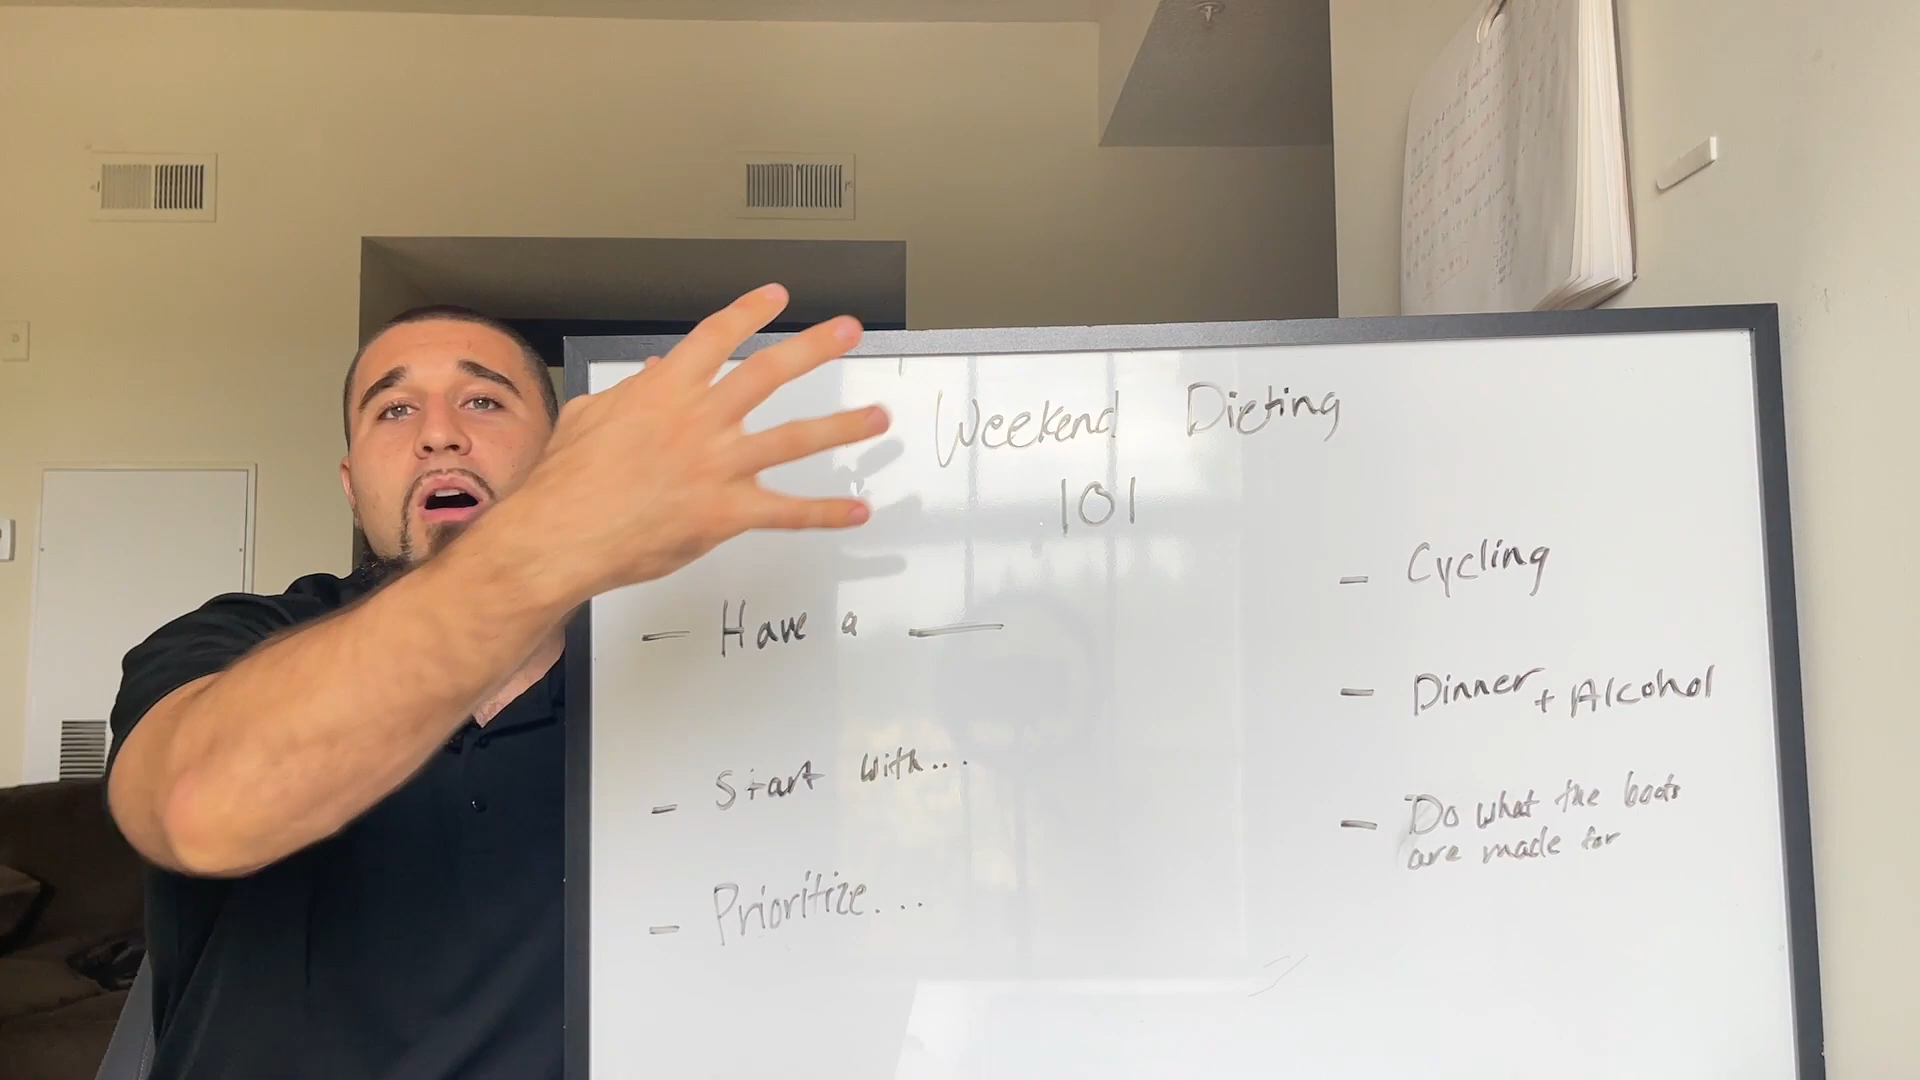 Weekend Dieting
101
- Have a ___
- Start with...
- Prioritize...
- Cycling
- Dinner + Alcohol
- Do what the boots
are made for